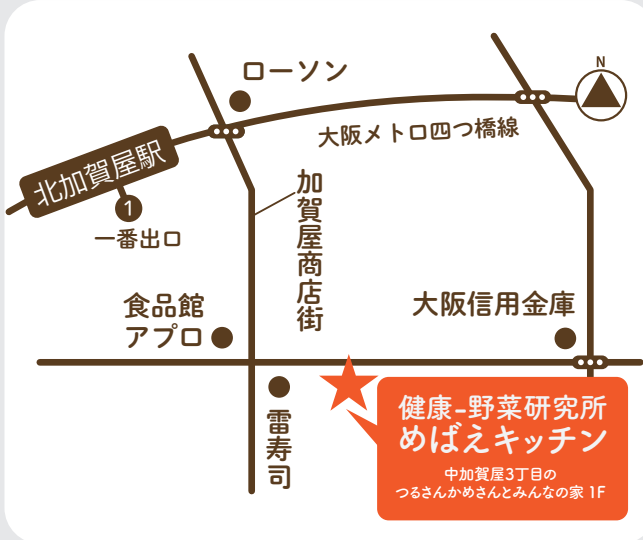 ローソン
N
大阪メトロ四つ橋線
北加賀屋駅
1
一番出口
加賀屋商店街
食品館
アプロ
大阪信用金庫
雷寿司
健康-野菜研究所
めばえキッチン
中加賀屋3丁目の
つるさんかめさんとみんなの家 1F